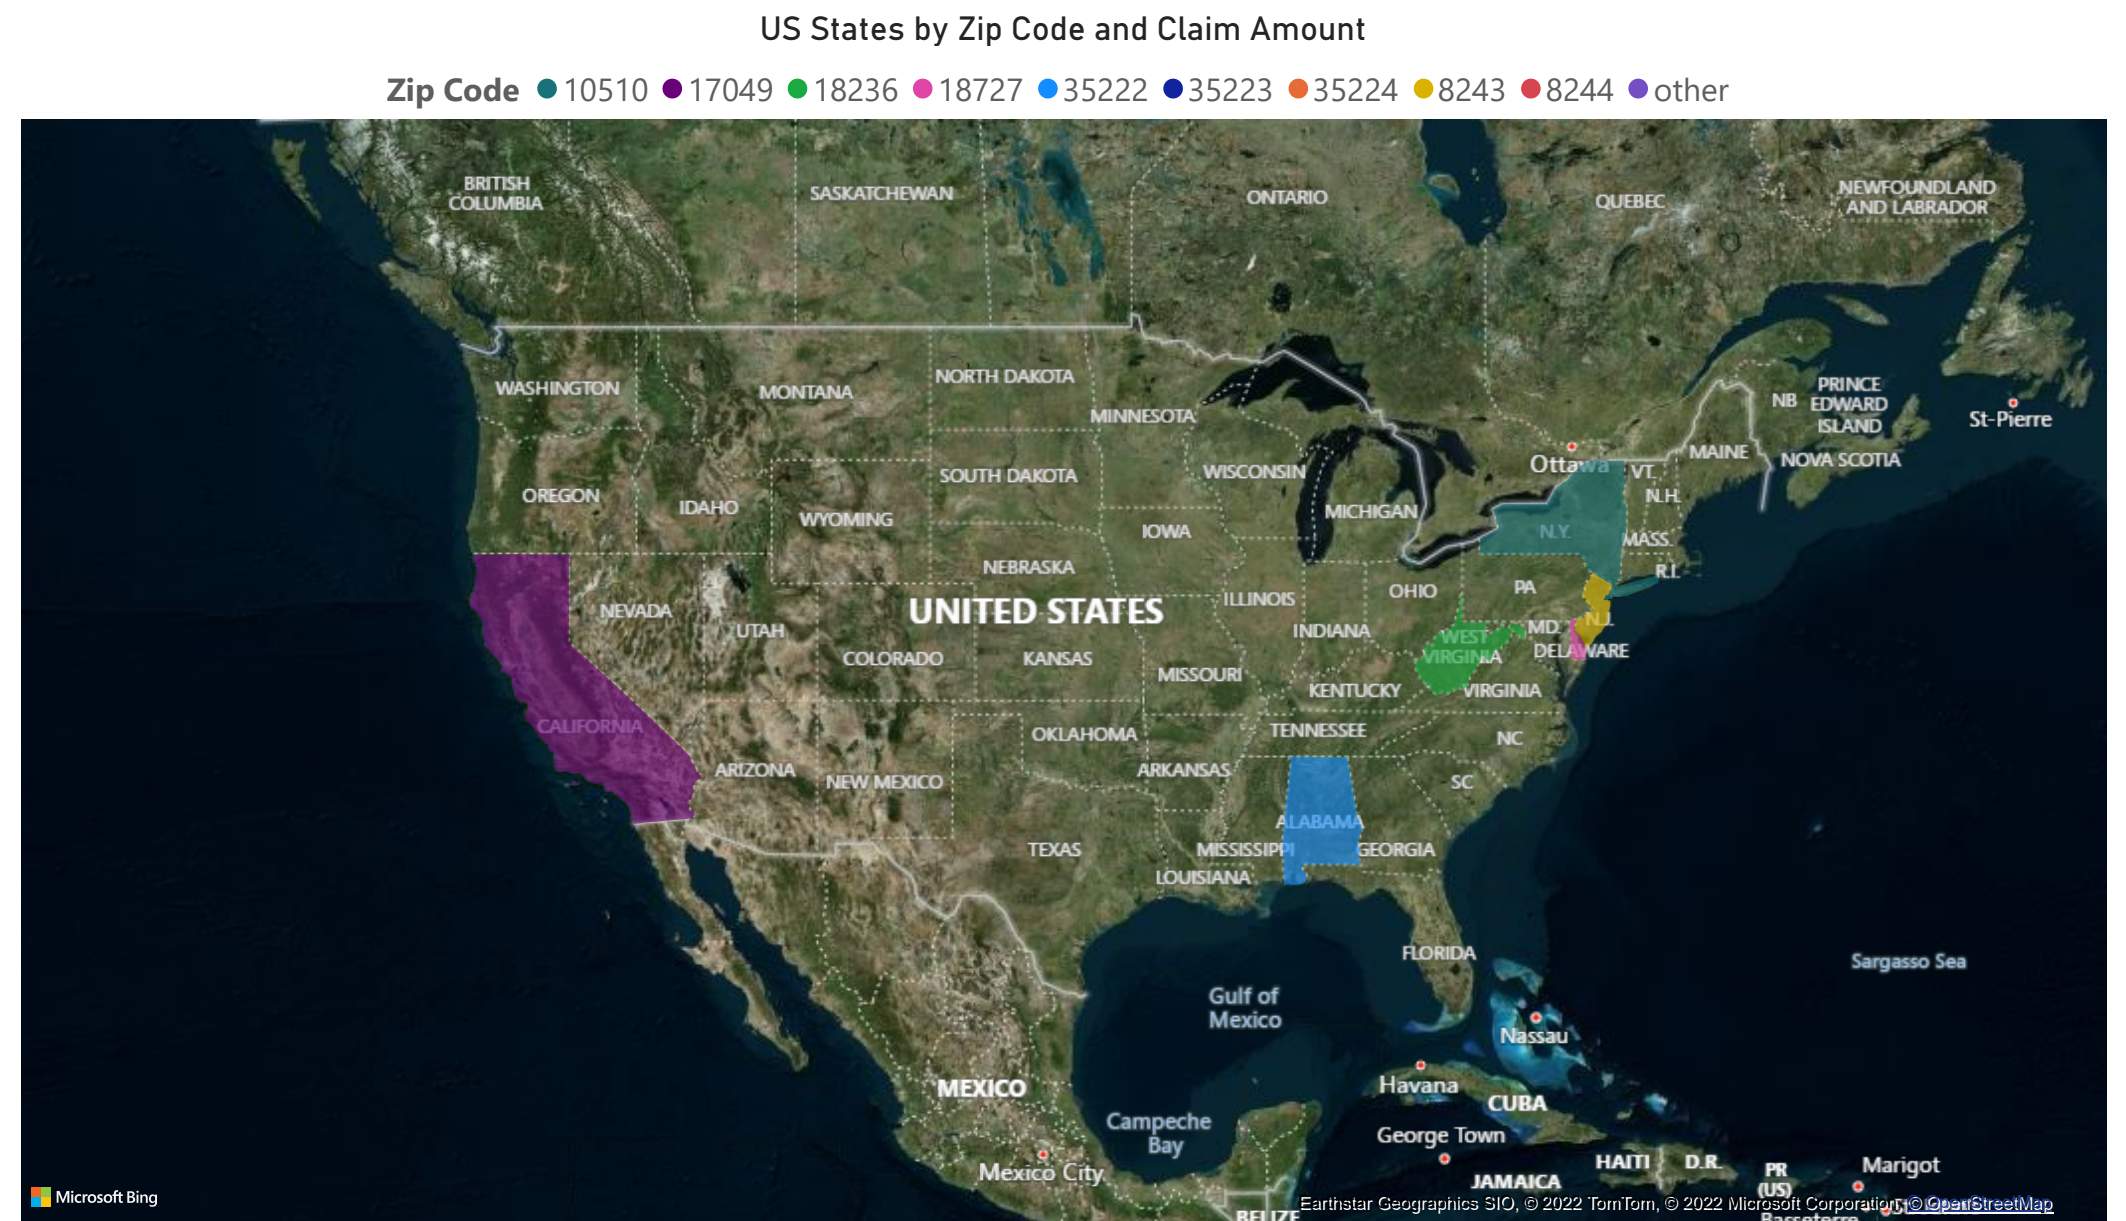 US States by Zip Code and Claim Amount
Zip Code 10510 17049 18236 18727 35222 35223 35224 8243 8244 other
BRITISH
COLUMBIA
SASKATCHEWAN
ONTARIO
QUEBEC
NEWFOUNDLAND
AND LABRADOR
WASHINGTON
MONTANA
NORTH DAKOTA
MINNESOTA
PRINCE
EDWARD
ISLAND
NB
St-Pierre
OREGON
IDAHO
WYOMING
SOUTH DAKOTA
WISCONSIN
MICHIGAN
Ottawa
VT.
N.H.
MAINE
NOVA SCOTIA
IOWA
N.Y.
MASS.
R.I.
NEBRASKA
NEVADA
UTAH
UNITED STATES
ILLINOIS
INDIANA
OHIO
PA
N.J.
MD.
DELAWARE
WEST
VIRGINIA
COLORADO
KANSAS
MISSOURI
KENTUCKY
VIRGINIA
CALIFORNIA
ARIZONA
NEW MEXICO
OKLAHOMA
ARKANSAS
TENNESSEE
NC
SC
ALABAMA
MISSISSIPPI
GEORGIA
TEXAS
LOUISIANA
FLORIDA
Sargasso Sea
Gulf of
Mexico
Nassau
MEXICO
Havana
CUBA
Campeche
Bay
George Town
Mexico City
JAMAICA
HAITI
D.R.
PR
(US)
Marigot
BELIZE
Basseterre
Microsoft Bing
Earthstar Geographics SIO, © 2022 TomTom, © 2022 Microsoft Corporation, © OpenStreetMap